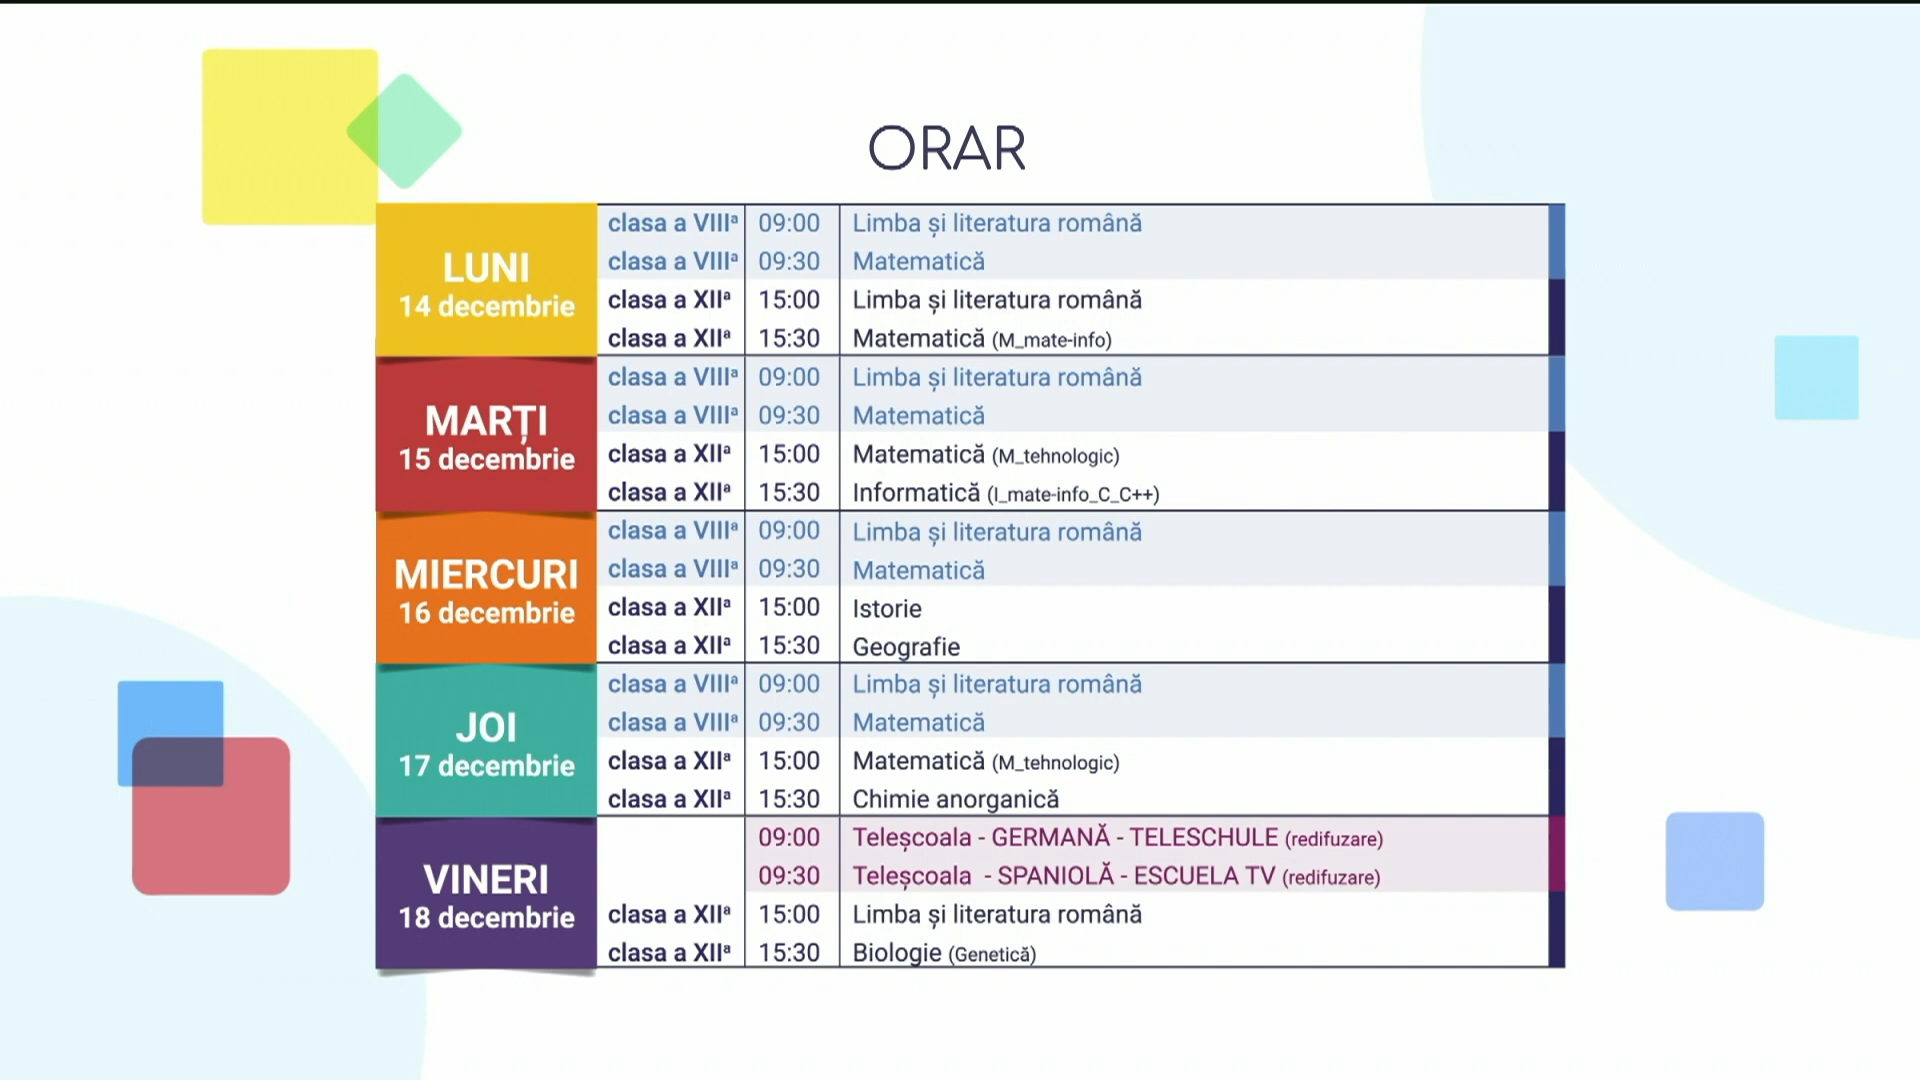 ORAR
LUNI
14 decembrie
clasa a VIIIª 09:00 Limba și literatura română
clasa a VIIIª 09:30 Matematică
clasa a XIIª 15:00 Limba și literatura română
clasa a XIIª 15:30 Matematică (M_mate-info)
MARȚI
15 decembrie
clasa a VIIIª 09:00 Limba și literatura română
clasa a VIIIª 09:30 Matematică
clasa a XIIª 15:00 Matematică (M_tehnologic)
clasa a XIIª 15:30 Informatică (I_mate-info_C_C++)
MIERCURI
16 decembrie
clasa a VIIIª 09:00 Limba și literatura română
clasa a VIIIª 09:30 Matematică
clasa a XIIª 15:00 Istorie
clasa a XIIª 15:30 Geografie
JOI
17 decembrie
clasa a VIIIª 09:00 Limba și literatura română
clasa a VIIIª 09:30 Matematică
clasa a XIIª 15:00 Matematică (M_tehnologic)
clasa a XIIª 15:30 Chimie anorganică
VINERI
18 decembrie
09:00 Teleșcoala - GERMANĂ - TELESCHULE (redifuzare)
09:30 Teleșcoala - SPANIOLĂ - ESCUELA TV (redifuzare)
clasa a XIIª 15:00 Limba și literatura română
clasa a XIIª 15:30 Biologie (Genetică)